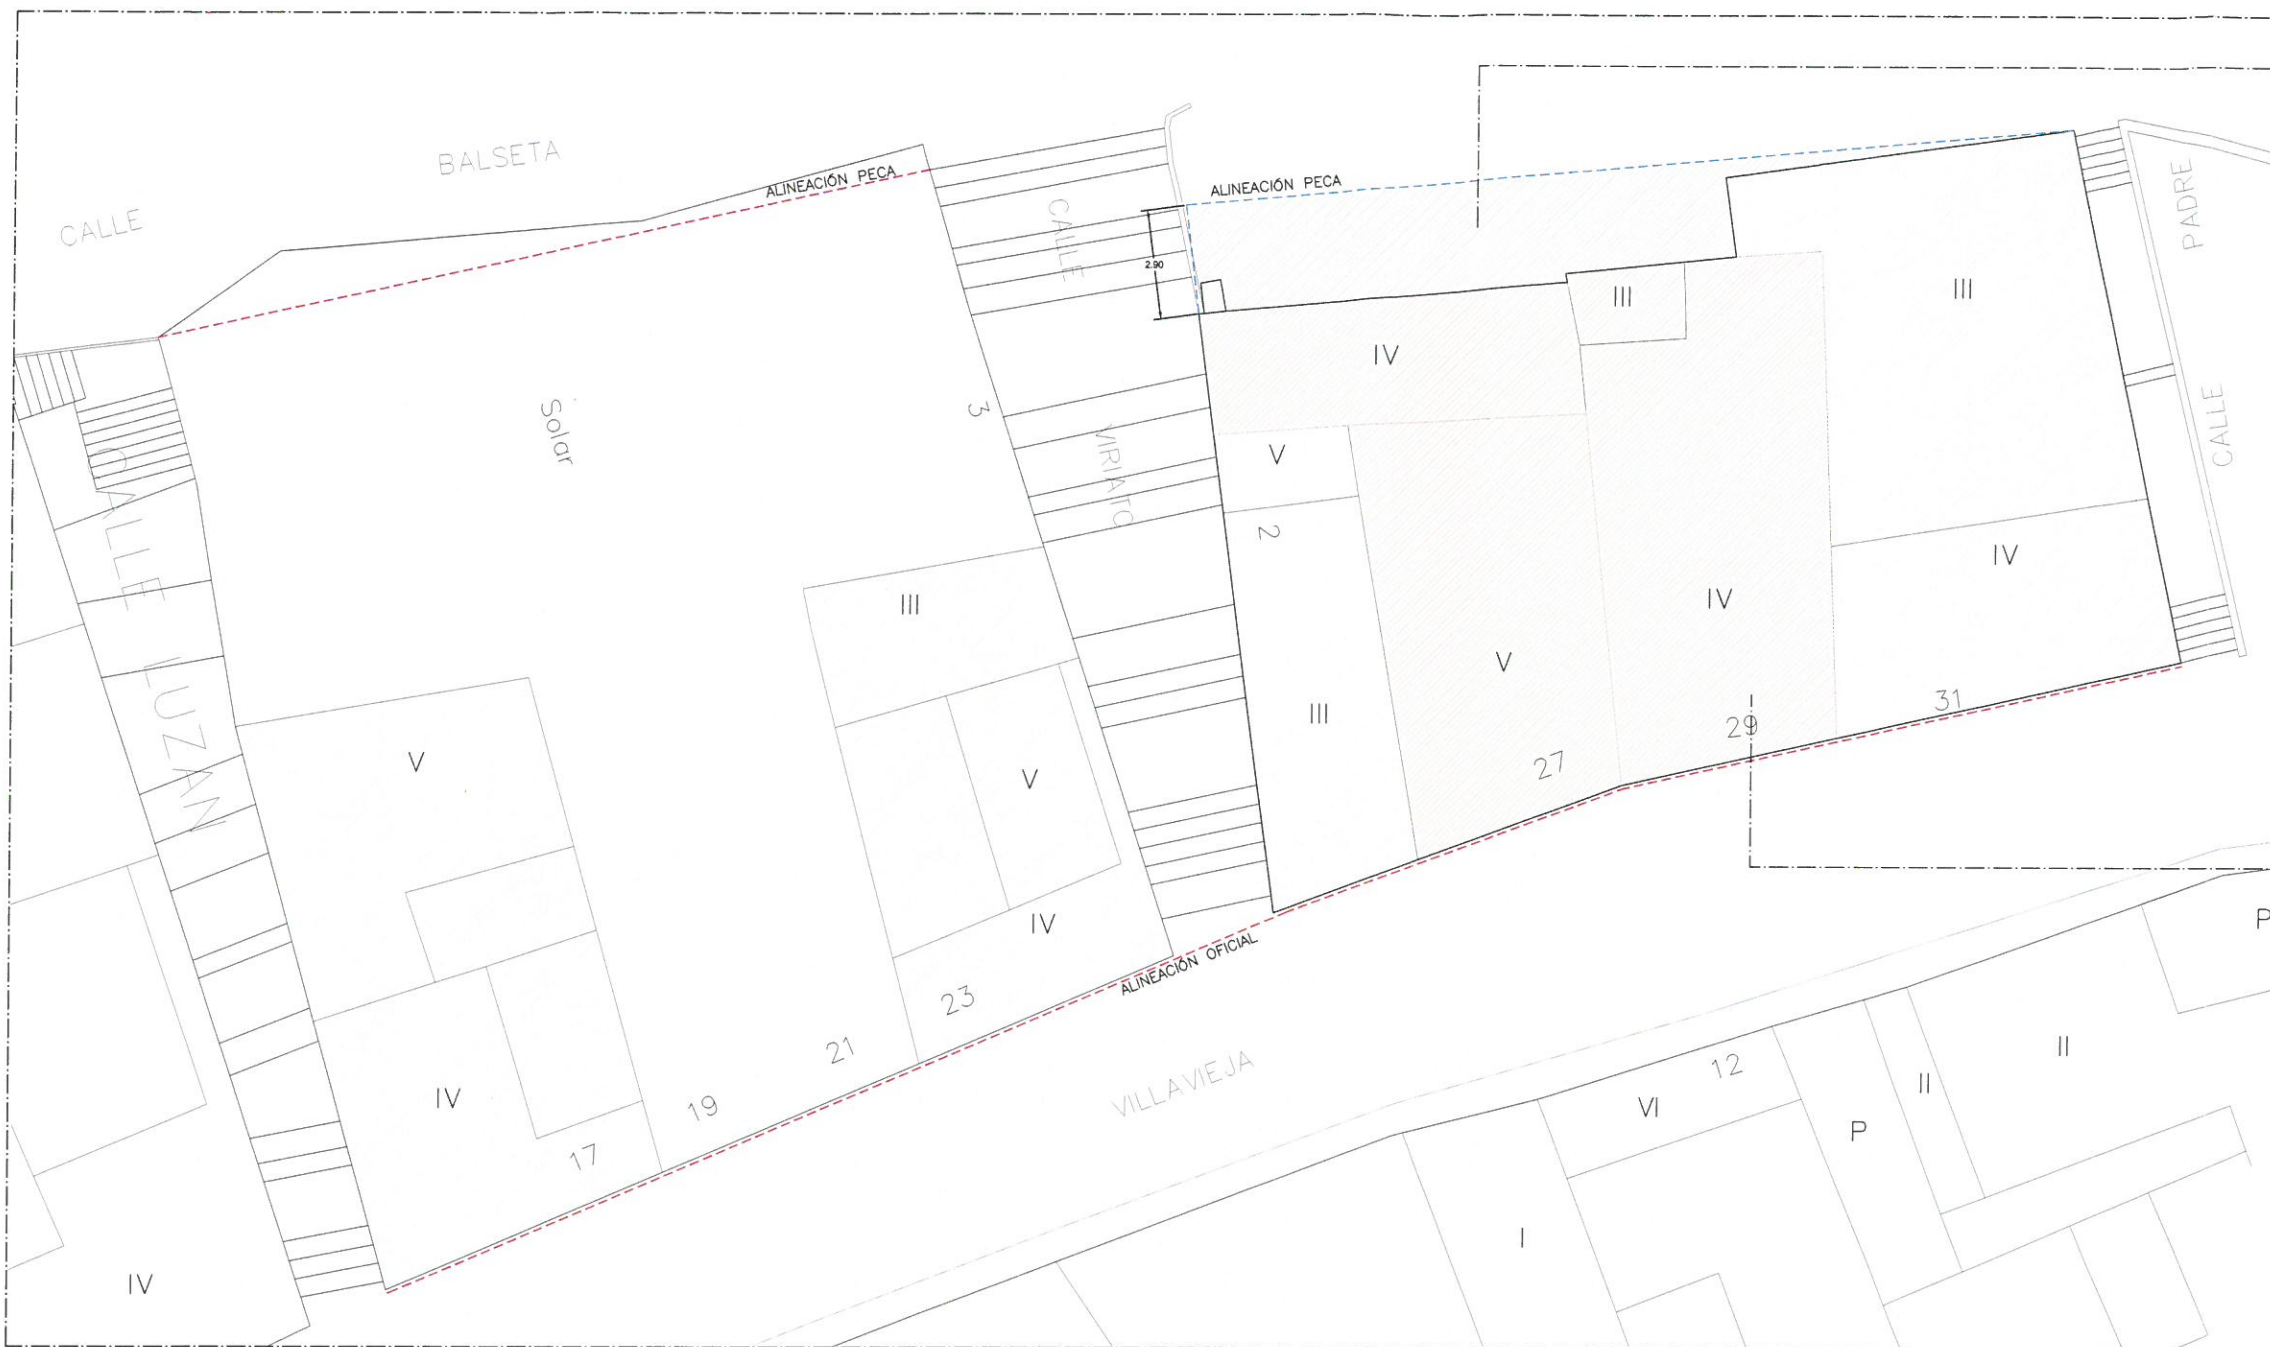 CALLE
BALSETA
ALINEACIÓN PECA
Solar
CALLE
VIRIATO
3
2.90
ALINEACIÓN PECA
IV
III
III
PADRE
CALLE
V
2
III
V
IV
IV
27
29
31
CALLE LUZAN
III
V
V
IV
IV
17
19
21
23
ALINEACIÓN OFICIAL
VILLAVIEJA
IV
12
VI
I
P
II
II
P